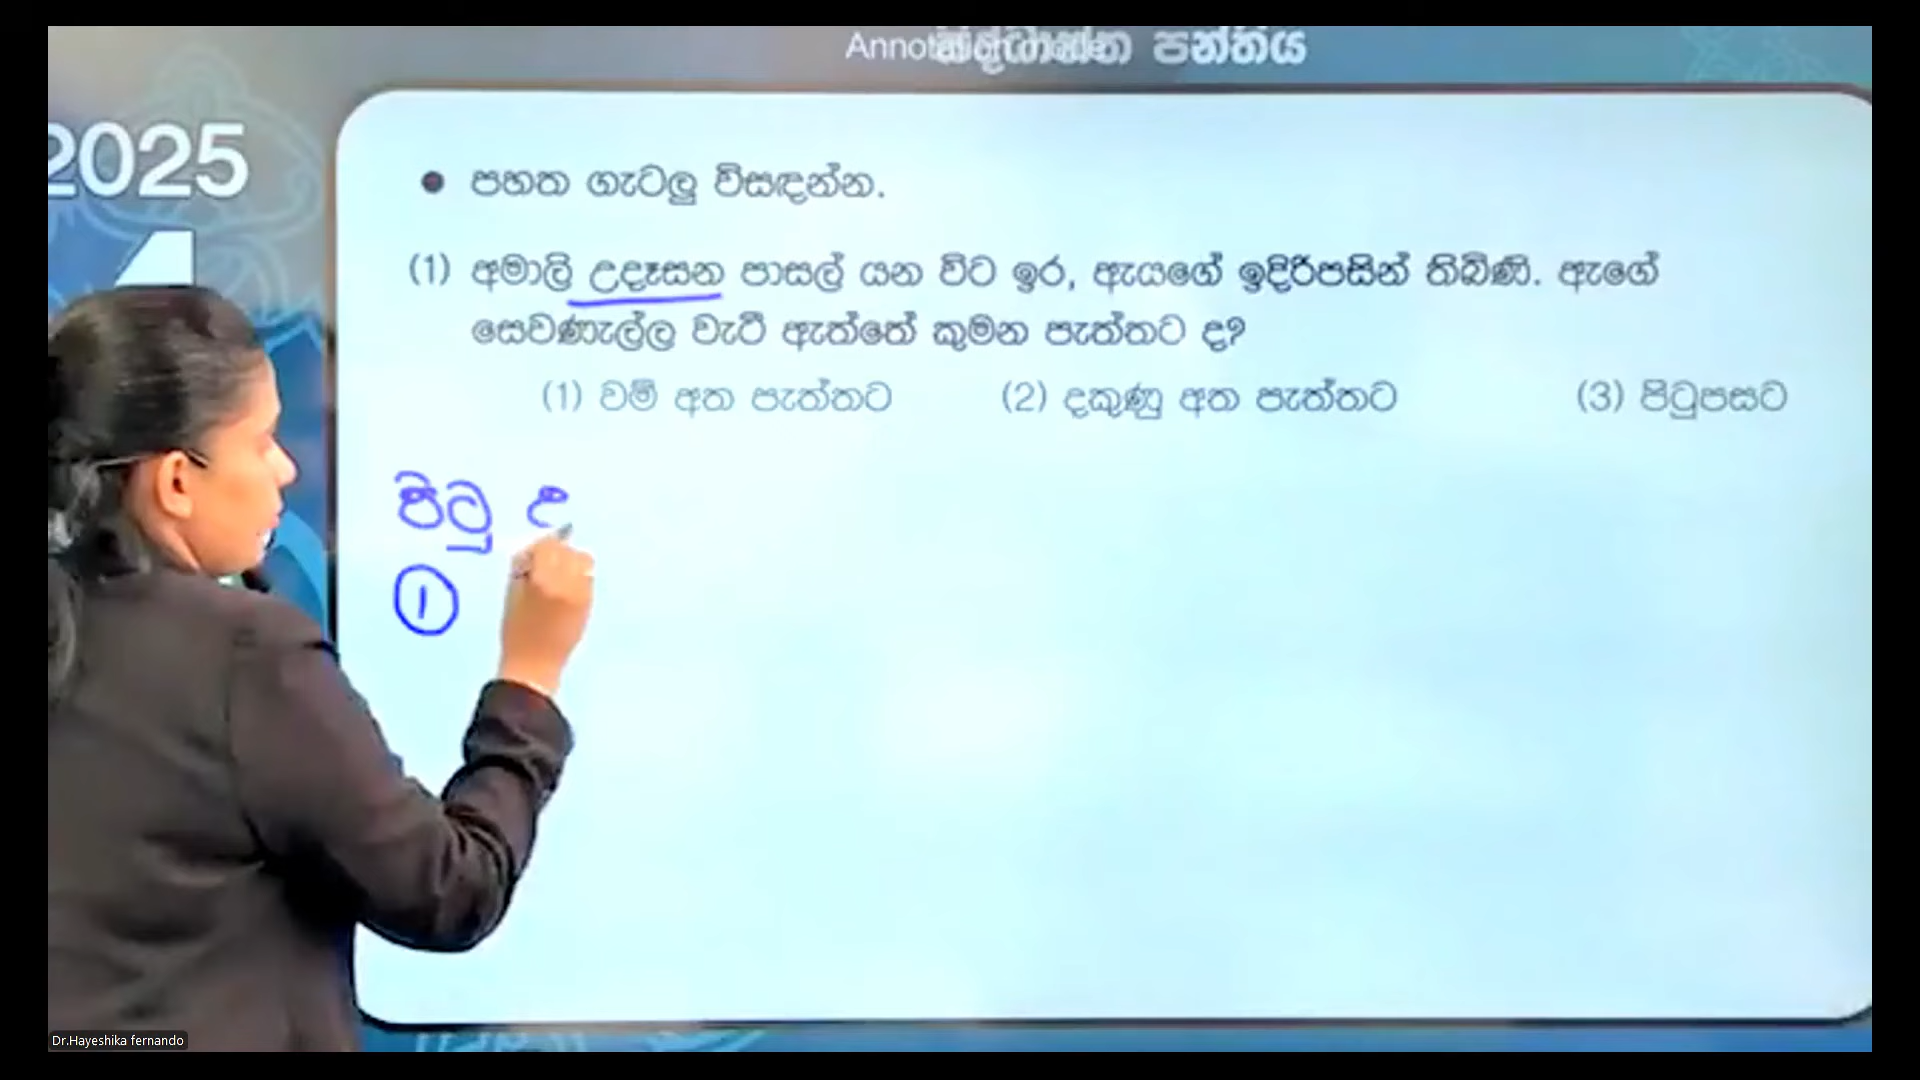 පන්තිය
2025
● පහත ගැටලු විසඳන්න.
(1) අමාලි උදෑසන පාසල් යන විට ඉර, ඇයගේ ඉදිරිපසින් තිබිණි. ඇගේ
සෙවණැල්ල වැටී ඇත්තේ කුමන පැත්තට ද?
(1) වම් අත පැත්තට (2) දකුණු අත පැත්තට (3) පිටුපසට
පිටු
①
Dr.Hayeshika fernando